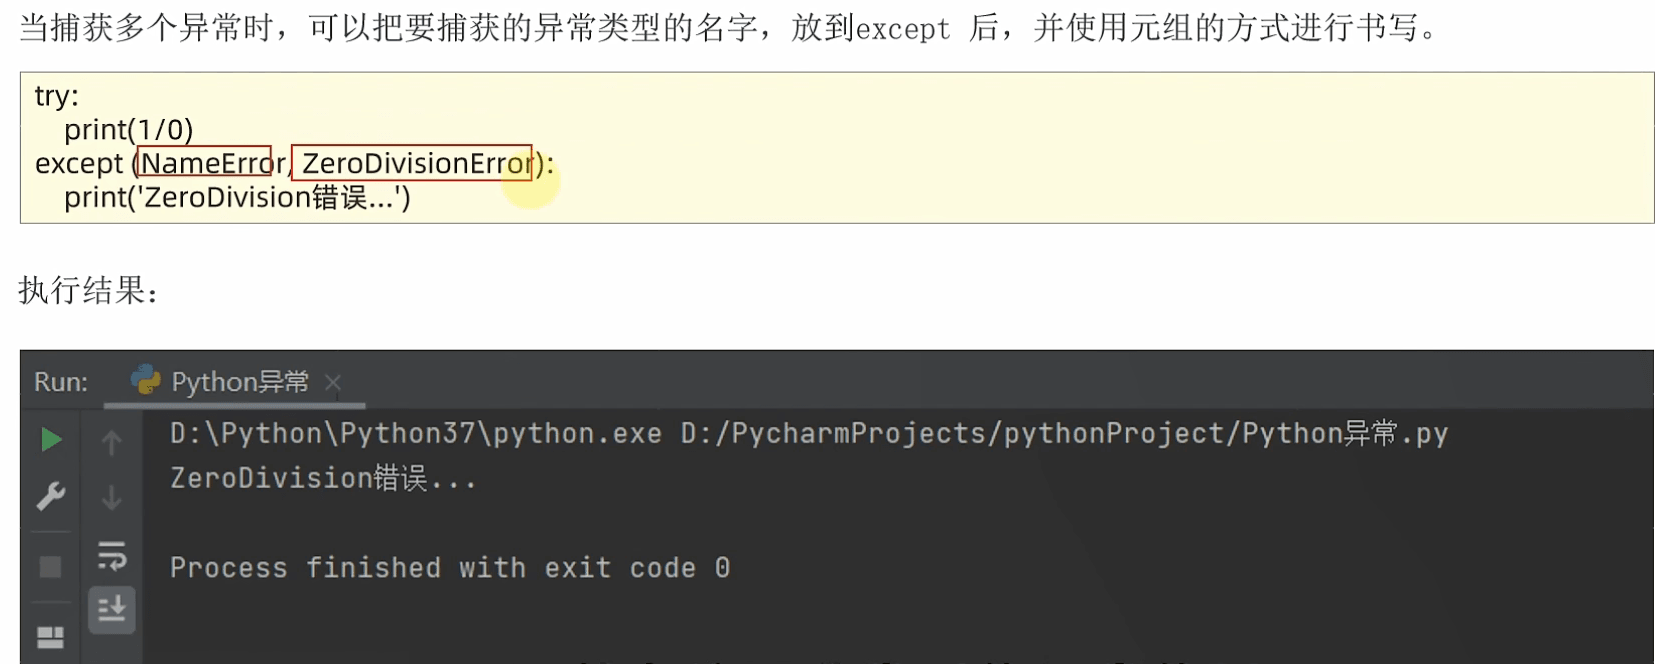 当捕获多个异常时，可以把要捕获的异常类型的名字，放到except 后，并使用元组的方式进行书写。
try:
    print(1/0)
except (NameError, ZeroDivisionError):
    print('ZeroDivision错误...')
执行结果：
Run: Python异常
D:\Python\Python37\python.exe D:/PycharmProjects/pythonProject/Python异常.py
ZeroDivision错误...
Process finished with exit code 0